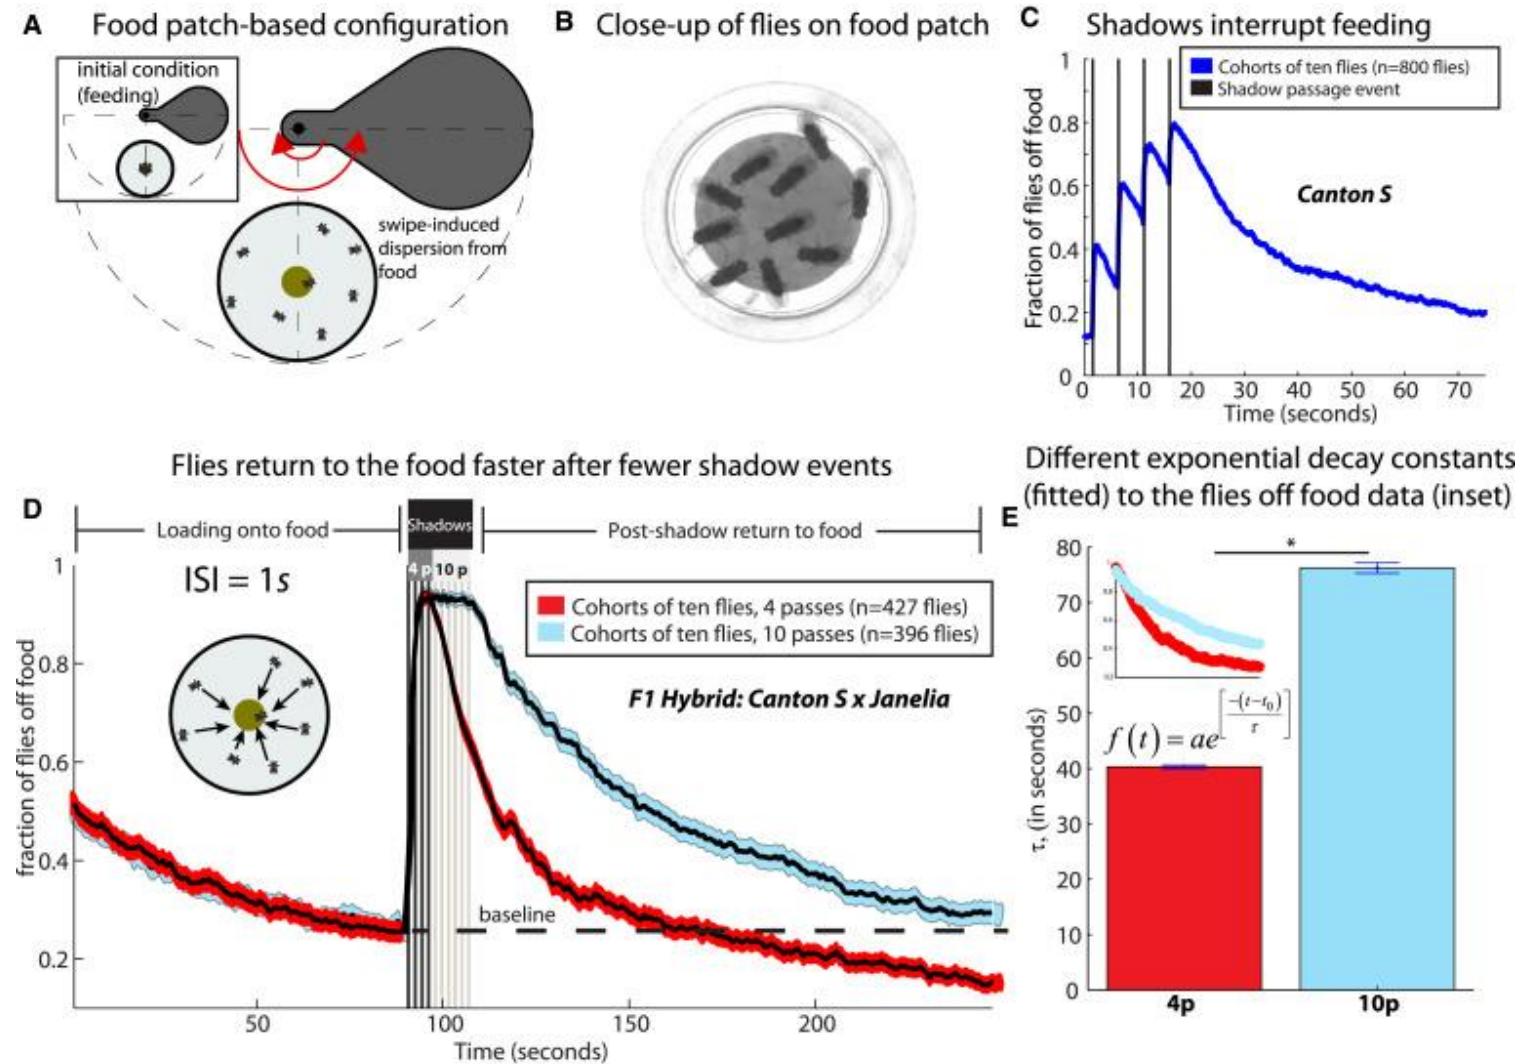 A Food patch-based configuration
initial condition
(feeding)
swipe-induced
dispersion from
food
B Close-up of flies on food patch
C Shadows interrupt feeding
Cohorts of ten flies (n=800 flies)
Shadow passage event
Canton S
Fraction of flies off food
1
0.8
0.6
0.4
0.2
0
0 10 20 30 40 50 60 70
Time (seconds)
Flies return to the food faster after fewer shadow events
D
Loading onto food
Shadows
Post-shadow return to food
4 p 10 p
ISI = 1s
Cohorts of ten flies, 4 passes (n=427 flies)
Cohorts of ten flies, 10 passes (n=396 flies)
F1 Hybrid: Canton S x Janelia
baseline
fraction of flies off food
1
0.8
0.6
0.4
0.2
50 100 150 200
Time (seconds)
Different exponential decay constants
(fitted) to the flies off food data (inset)
E
*
τ, (in seconds)
80
70
60
50
40
30
20
10
0
f(t) = ae^[-(t-t₀)/τ]
4p 10p